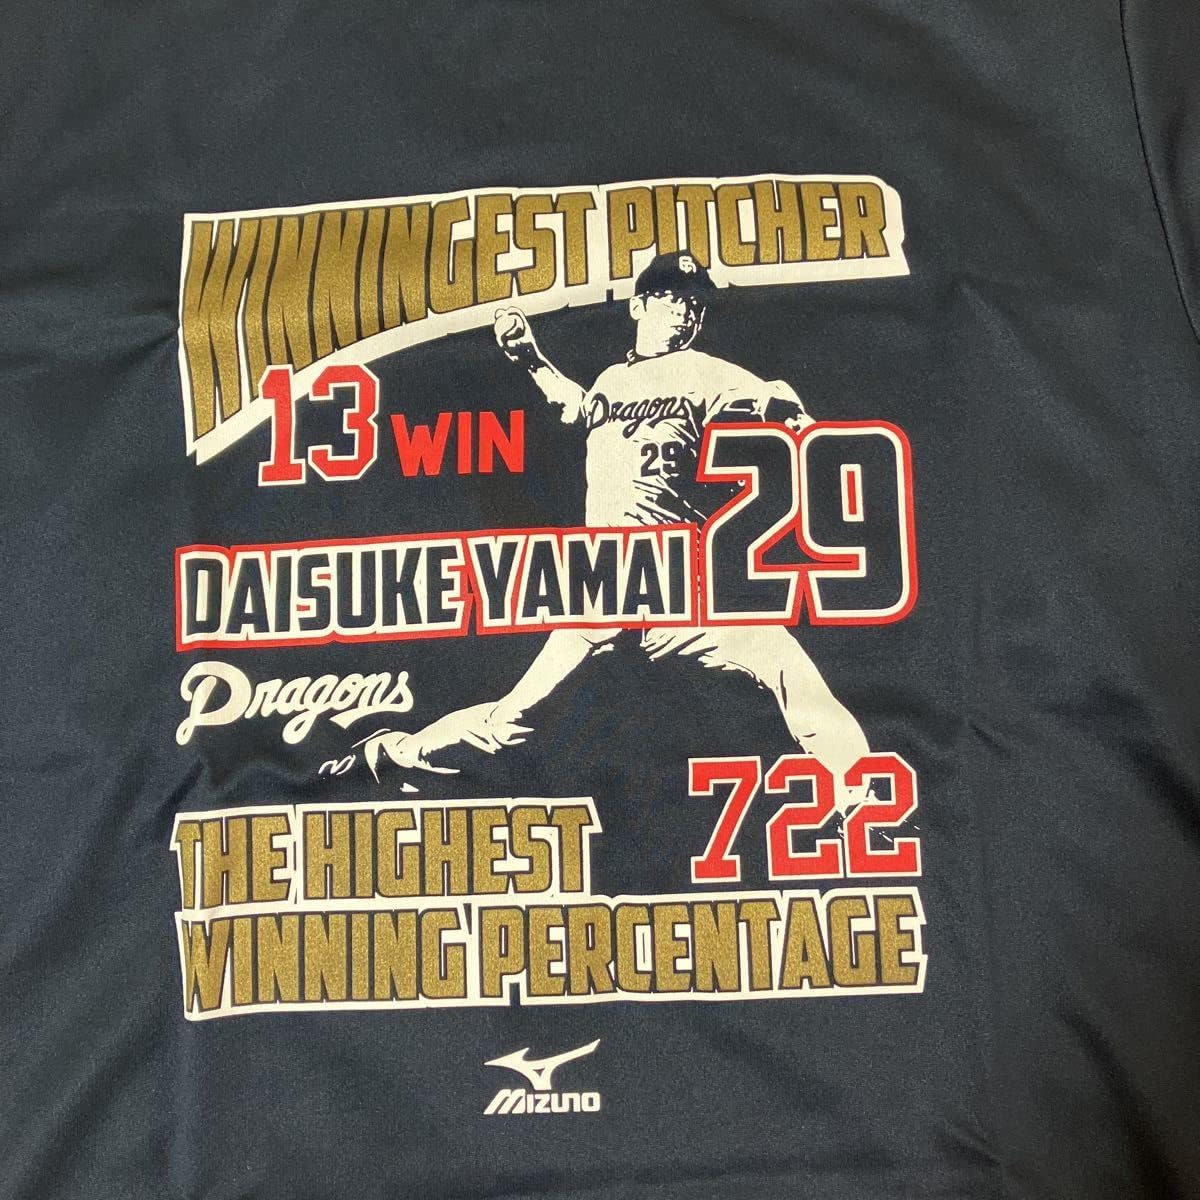 WINNINGEST PITCHER
13 WIN
Dragons
29
DAISUKE YAMAI 29
Dragons
722
THE HIGHEST
WINNING PERCENTAGE
MIZUNO